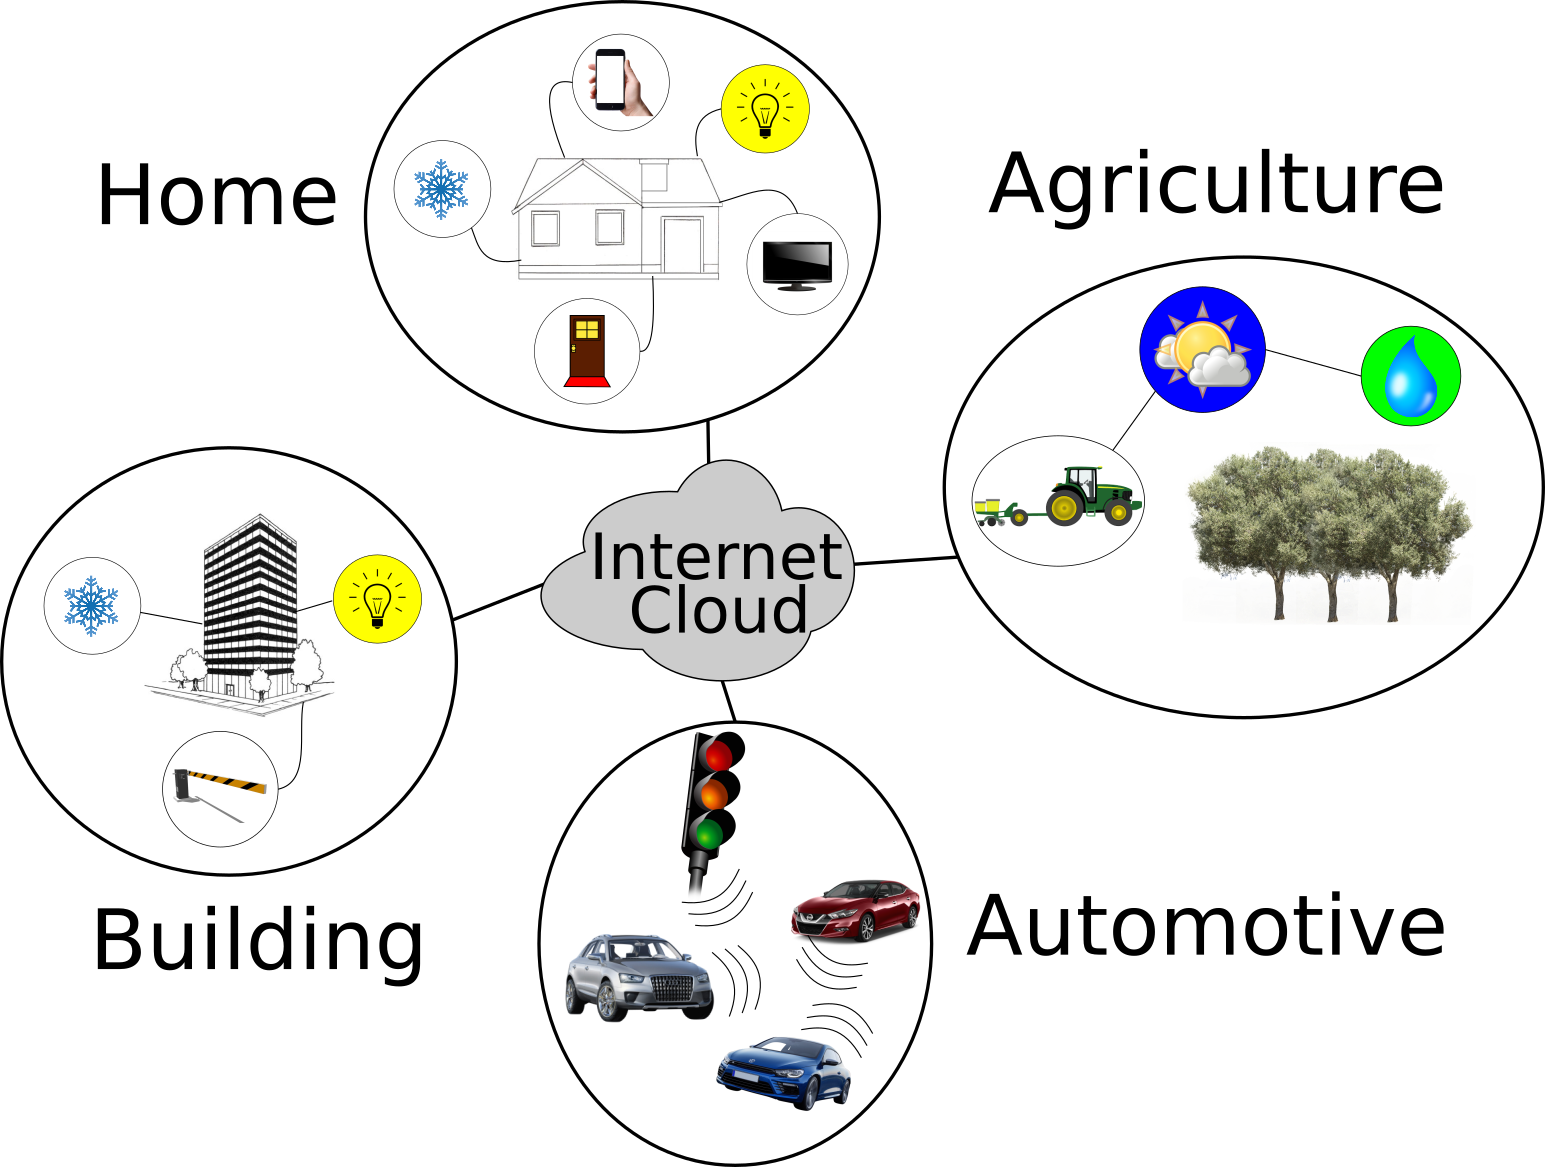 Home
Agriculture
Internet
Cloud
Building
Automotive